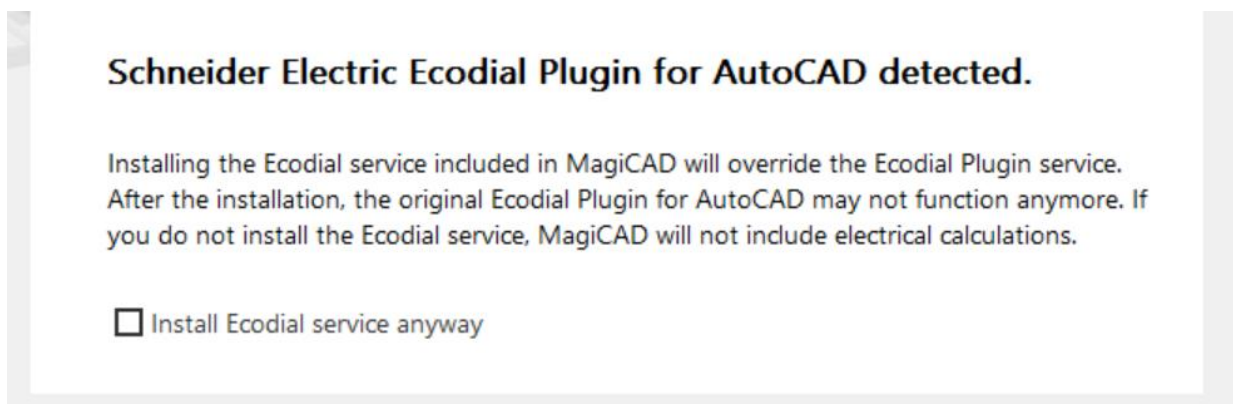 Schneider Electric Ecodial Plugin for AutoCAD detected.
Installing the Ecodial service included in MagiCAD will override the Ecodial Plugin service.
After the installation, the original Ecodial Plugin for AutoCAD may not function anymore. If
you do not install the Ecodial service, MagiCAD will not include electrical calculations.
Install Ecodial service anyway